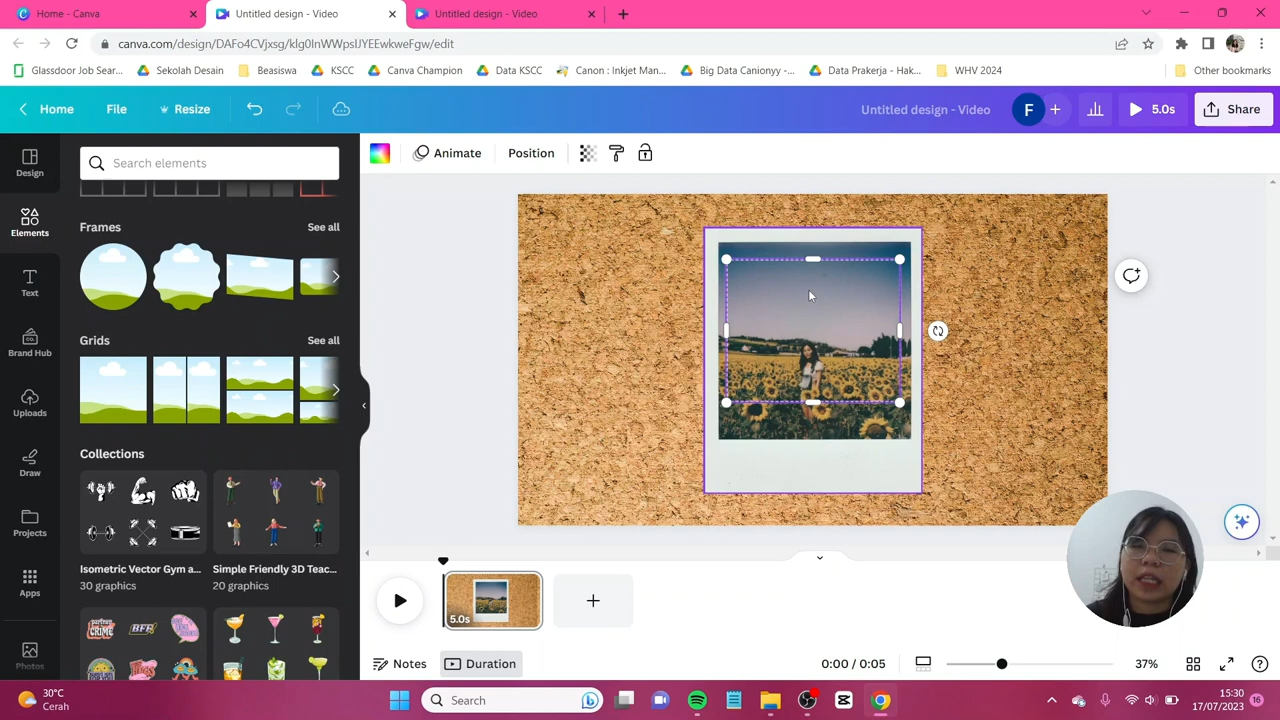 Home - Canva
Untitled design - Video
Untitled design - Video
canva.com/design/DAFo4CVjxsg/klg0InWWpsIJYEEwkweFgw/edit
Glassdoor Job Sear...
Sekolah Desain
Beasiswa
KSCC
Canva Champion
Data KSCC
Canon : Inkjet Man...
Big Data Canionyy -...
Data Prakerja - Hak...
WHV 2024
Other bookmarks
Home
File
Resize
Untitled design - Video
F
5.0s
Share
Design
Elements
Text
Brand Hub
Uploads
Draw
Projects
Apps
Photos
Search elements
Animate
Position
Frames
See all
Grids
See all
Collections
Isometric Vector Gym a...
30 graphics
Simple Friendly 3D Teac...
20 graphics
CRIME
BFF
5.0s
Notes
Duration
0:00 / 0:05
37%
30°C
Cerah
Search
15:30
17/07/2023
16